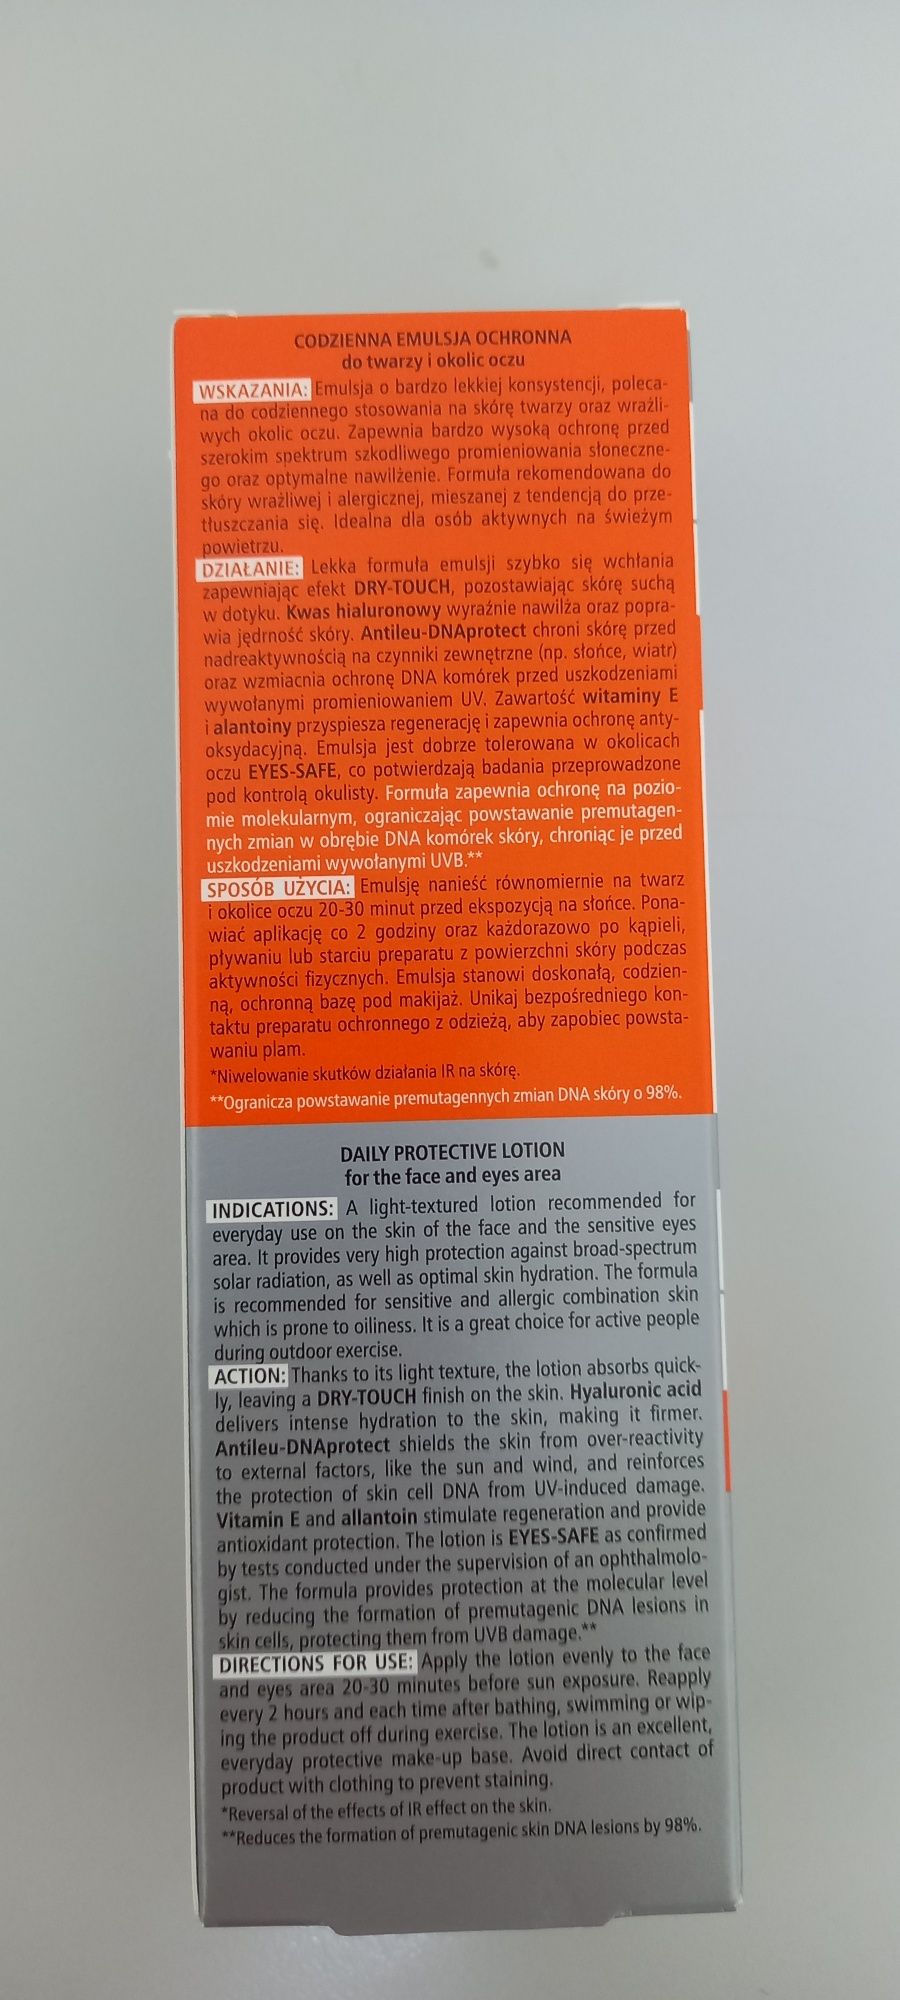 CODZIENNA EMULSJA OCHRONNA
do twarzy i okolic oczu
WSKAZANIA: Emulsja o bardzo lekkiej konsystencji, poleca-
na do codziennego stosowania na skórę twarzy oraz wrażli-
wych okolic oczu. Zapewnia bardzo wysoką ochronę przed
szerokim spektrum szkodliwego promieniowania słoneczne-
go oraz optymalne nawilżenie. Formuła rekomendowana do
skóry wrażliwej i alergicznej, mieszanej z tendencją do prze-
tłuszczania się. Idealna dla osób aktywnych na świeżym
powietrzu.
DZIAŁANIE: Lekka formuła emulsji szybko się wchłania
zapewniając efekt DRY-TOUCH, pozostawiając skórę suchą
w dotyku. Kwas hialuronowy wyraźnie nawilża oraz popra-
wia jędrność skóry. Antileu-DNAprotect chroni skórę przed
nadreaktywnością na czynniki zewnętrzne (np. słońce, wiatr)
oraz wzmiacnia ochronę DNA komórek przed uszkodzeniami
wywołanymi promieniowaniem UV. Zawartość witaminy E
i alantoiny przyspiesza regenerację i zapewnia ochronę anty-
oksydacyjną. Emulsja jest dobrze tolerowana w okolicach
oczu EYES-SAFE, co potwierdzają badania przeprowadzone
pod kontrolą okulisty. Formuła zapewnia ochronę na pozio-
mie molekularnym, ograniczając powstawanie premutagen-
nych zmian w obrębie DNA komórek skóry, chroniąc je przed
uszkodzeniami wywołanymi UVB.**
SPOSÓB UŻYCIA: Emulsję nanieść równomiernie na twarz
i okolice oczu 20-30 minut przed ekspozycją na słońce. Pona-
wiać aplikację co 2 godziny oraz każdorazowo po kąpieli,
pływaniu lub starciu preparatu z powierzchni skóry podczas
aktywności fizycznych. Emulsja stanowi doskonałą, codzien-
ną, ochronną bazę pod makijaż. Unikaj bezpośredniego kon-
taktu preparatu ochronnego z odzieżą, aby zapobiec powsta-
waniu plam.
*Niwelowanie skutków działania IR na skórę.
**Ogranicza powstawanie premutagennych zmian DNA skóry o 98%.
DAILY PROTECTIVE LOTION
for the face and eyes area
INDICATIONS: A light-textured lotion recommended for
everyday use on the skin of the face and the sensitive eyes
area. It provides very high protection against broad-spectrum
solar radiation, as well as optimal skin hydration. The formula
is recommended for sensitive and allergic combination skin
which is prone to oiliness. It is a great choice for active people
during outdoor exercise.
ACTION: Thanks to its light texture, the lotion absorbs quick-
ly, leaving a DRY-TOUCH finish on the skin. Hyaluronic acid
delivers intense hydration to the skin, making it firmer.
Antileu-DNAprotect shields the skin from over-reactivity
to external factors, like the sun and wind, and reinforces
the protection of skin cell DNA from UV-induced damage.
Vitamin E and allantoin stimulate regeneration and provide
antioxidant protection. The lotion is EYES-SAFE as confirmed
by tests conducted under the supervision of an ophthalmolo-
gist. The formula provides protection at the molecular level
by reducing the formation of premutagenic DNA lesions in
skin cells, protecting them from UVB damage.**
DIRECTIONS FOR USE: Apply the lotion evenly to the face
and eyes area 20-30 minutes before sun exposure. Reapply
every 2 hours and each time after bathing, swimming or wip-
ing the product off during exercise. The lotion is an excellent,
everyday protective make-up base. Avoid direct contact of
product with clothing to prevent staining.
*Reversal of the effects of IR effect on the skin.
**Reduces the formation of premutagenic skin DNA lesions by 98%.